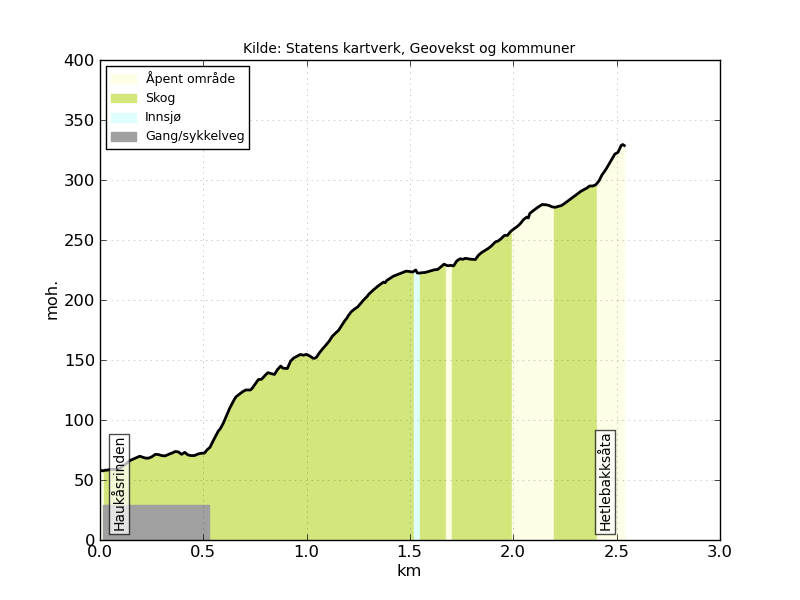 Kilde: Statens kartverk, Geovekst og kommuner
400
350
300
250
200
150
100
50
0
moh.
Åpent område
Skog
Innsjø
Gang/sykkelveg
Haukåsrinden
Hetlebakksåta
0.0 0.5 1.0 1.5 2.0 2.5 3.0
km